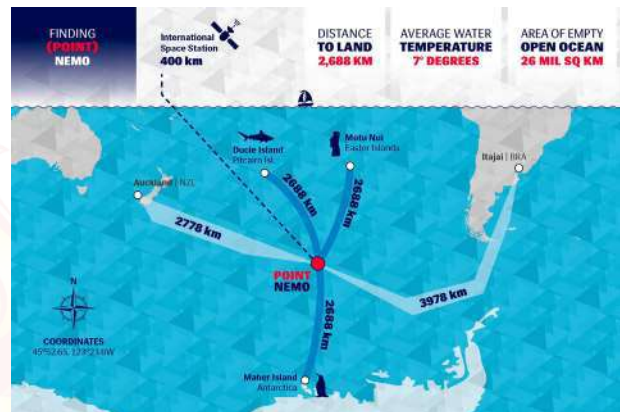 FINDING
(POINT)
NEMO
International
Space Station
400 km
DISTANCE
TO LAND
2,688 KM
AVERAGE WATER
TEMPERATURE
7° DEGREES
AREA OF EMPTY
OPEN OCEAN
26 MIL SQ KM
Ducie Island
Pitcairn Isl.
Motu Nui
Easter Islands
Itajaí | BRA
Auckland | NZL
2688 km
2688 km
2778 km
POINT
NEMO
3978 km
2688 km
N
COORDINATES
Maher Island
Antarctica